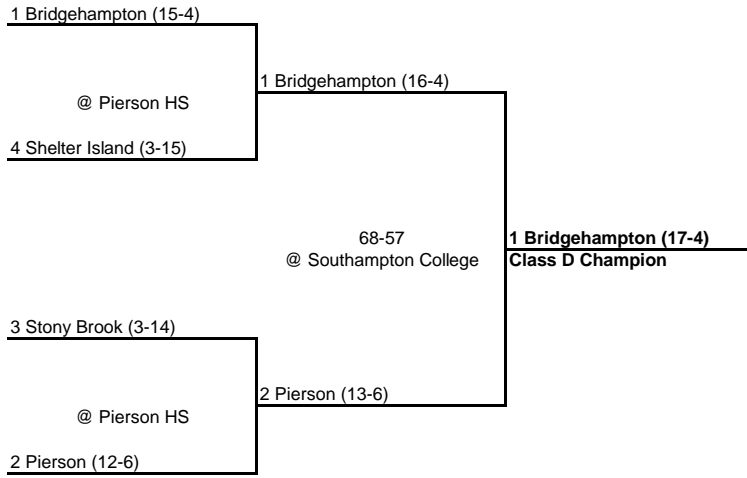 1 Bridgehampton (15-4)
1 Bridgehampton (16-4)
@ Pierson HS
4 Shelter Island (3-15)
68-57
1 Bridgehampton (17-4)
@ Southampton College
Class D Champion
3 Stony Brook (3-14)
2 Pierson (13-6)
@ Pierson HS
2 Pierson (12-6)